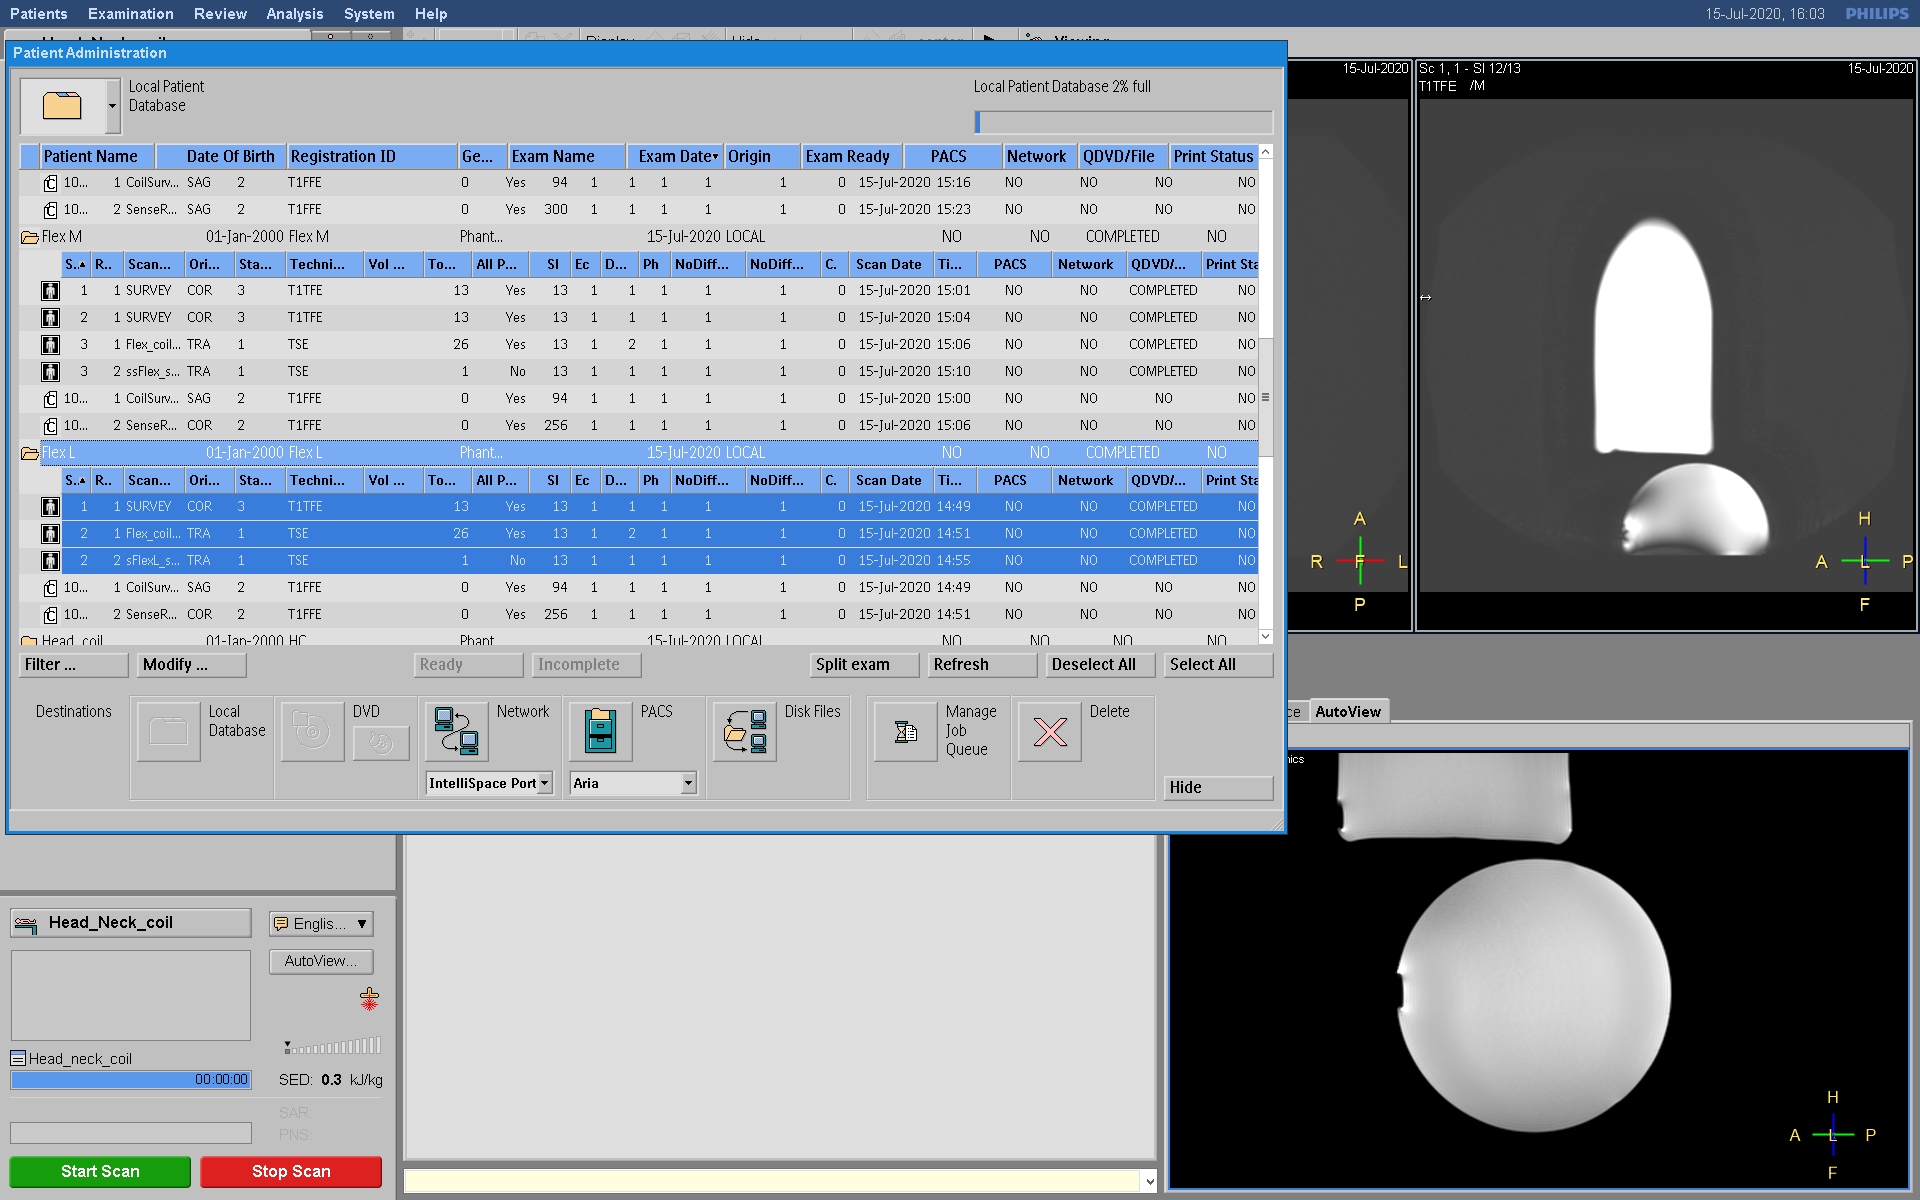 Patients Examination Review Analysis System Help 15-Jul-2020, 16:03 PHILIPS
Patient Administration
Local Patient
Database
Local Patient Database 2% full
Patient Name Date Of Birth Registration ID Ge... Exam Name Exam Date Origin Exam Ready PACS Network QDVD/File Print Status
10... 1 CoilSurv... SAG 2 T1FFE 0 Yes 94 1 1 1 1 1 0 15-Jul-2020 15:16 NO NO NO NO
10... 2 SenseR... SAG 2 T1FFE 0 Yes 300 1 1 1 1 1 0 15-Jul-2020 15:23 NO NO NO NO
Flex M 01-Jan-2000 Flex M Phant... 15-Jul-2020 LOCAL NO NO COMPLETED NO
S.. R.. Scan... Ori... Sta... Techni... Vol ... To... All P... Sl Ec D... Ph NoDiff... NoDiff... C. Scan Date Ti... PACS Network QDVD/... Print Sta
1 1 SURVEY COR 3 T1TFE 13 Yes 13 1 1 1 1 1 0 15-Jul-2020 15:01 NO NO COMPLETED NO
2 1 SURVEY COR 3 T1TFE 13 Yes 13 1 1 1 1 1 0 15-Jul-2020 15:04 NO NO COMPLETED NO
3 1 Flex_coil... TRA 1 TSE 26 Yes 13 1 2 1 1 1 0 15-Jul-2020 15:06 NO NO COMPLETED NO
3 2 ssFlex_s... TRA 1 TSE 1 No 13 1 1 1 1 1 0 15-Jul-2020 15:10 NO NO COMPLETED NO
10... 1 CoilSurv... SAG 2 T1FFE 0 Yes 94 1 1 1 1 1 0 15-Jul-2020 15:00 NO NO NO NO
10... 2 SenseR... COR 2 T1FFE 0 Yes 256 1 1 1 1 1 0 15-Jul-2020 15:06 NO NO NO NO
Flex L 01-Jan-2000 Flex L Phant... 15-Jul-2020 LOCAL NO NO COMPLETED NO
S.. R.. Scan... Ori... Sta... Techni... Vol ... To... All P... Sl Ec D... Ph NoDiff... NoDiff... C. Scan Date Ti... PACS Network QDVD/... Print Sta
1 1 SURVEY COR 3 T1TFE 13 Yes 13 1 1 1 1 1 0 15-Jul-2020 14:49 NO NO COMPLETED NO
2 1 Flex_coil... TRA 1 TSE 26 Yes 13 1 2 1 1 1 0 15-Jul-2020 14:51 NO NO COMPLETED NO
2 2 sFlexL_s... TRA 1 TSE 1 No 13 1 1 1 1 1 0 15-Jul-2020 14:55 NO NO COMPLETED NO
10... 1 CoilSurv... SAG 2 T1FFE 0 Yes 94 1 1 1 1 1 0 15-Jul-2020 14:49 NO NO NO NO
10... 2 SenseR... COR 2 T1FFE 0 Yes 256 1 1 1 1 1 0 15-Jul-2020 14:51 NO NO NO NO
Head_coil 01-Jan-2000 HC Phant 15-Jul-2020 LOCAL NO NO NO NO
Filter ... Modify ... Ready Incomplete Split exam Refresh Deselect All Select All
Destinations
Local
Database
DVD
Network
IntelliSpace Port
PACS
Aria
Disk Files
Manage
Job
Queue
Delete
Hide
15-Jul-2020
A
R F L
P
Sc 1, 1 - Sl 12/13 15-Jul-2020
T1TFE /M
H
A L P
F
ce AutoView
ics
H
A L P
F
Head_Neck_coil
Englis...
AutoView...
Head_neck_coil
00:00:00
SED: 0.3 kJ/kg
SAR:
PNS:
Start Scan Stop Scan